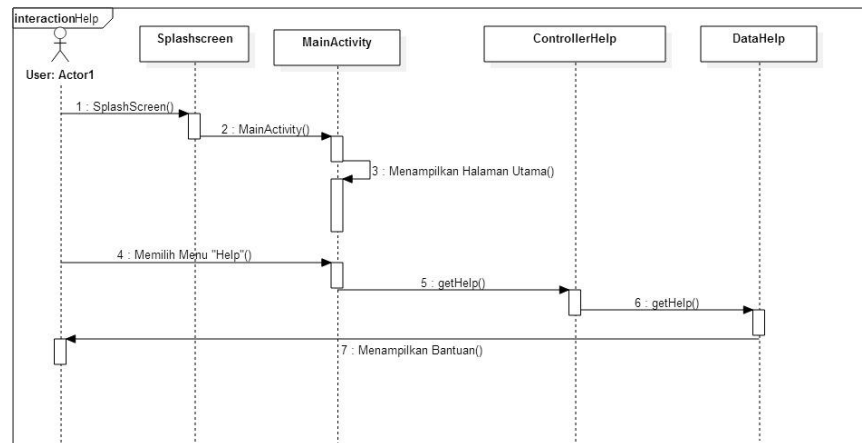 interactionHelp
Splashscreen
MainActivity
ControllerHelp
DataHelp
User: Actor1
1 : SplashScreen()
2 : MainActivity()
3 : Menampilkan Halaman Utama()
4 : Memilih Menu "Help"()
5 : getHelp()
6 : getHelp()
7 : Menampilkan Bantuan()